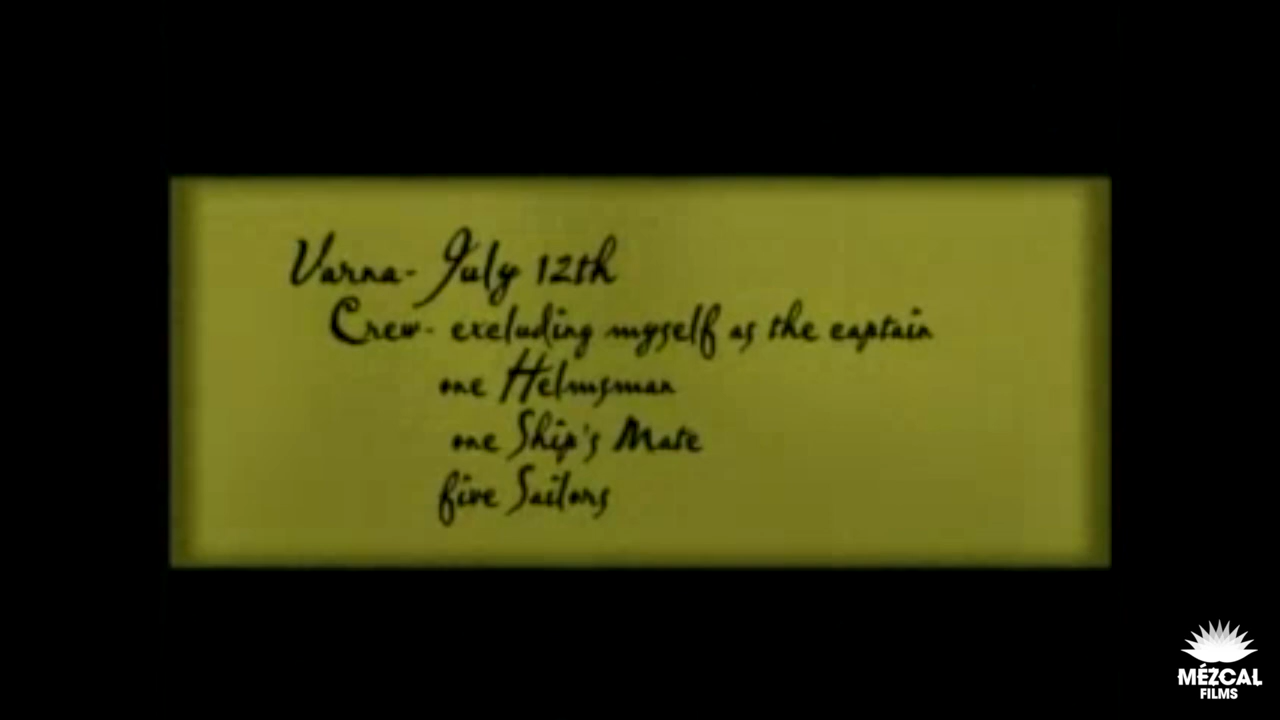 Varna- July 12th
Crew- excluding myself as the captain
one Helmsman
one Ship's Mate
five Sailors
MÉZCAL
FILMS